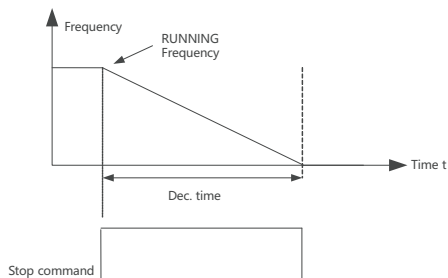 Frequency
RUNNING
Frequency
Time t
Dec. time
Stop command